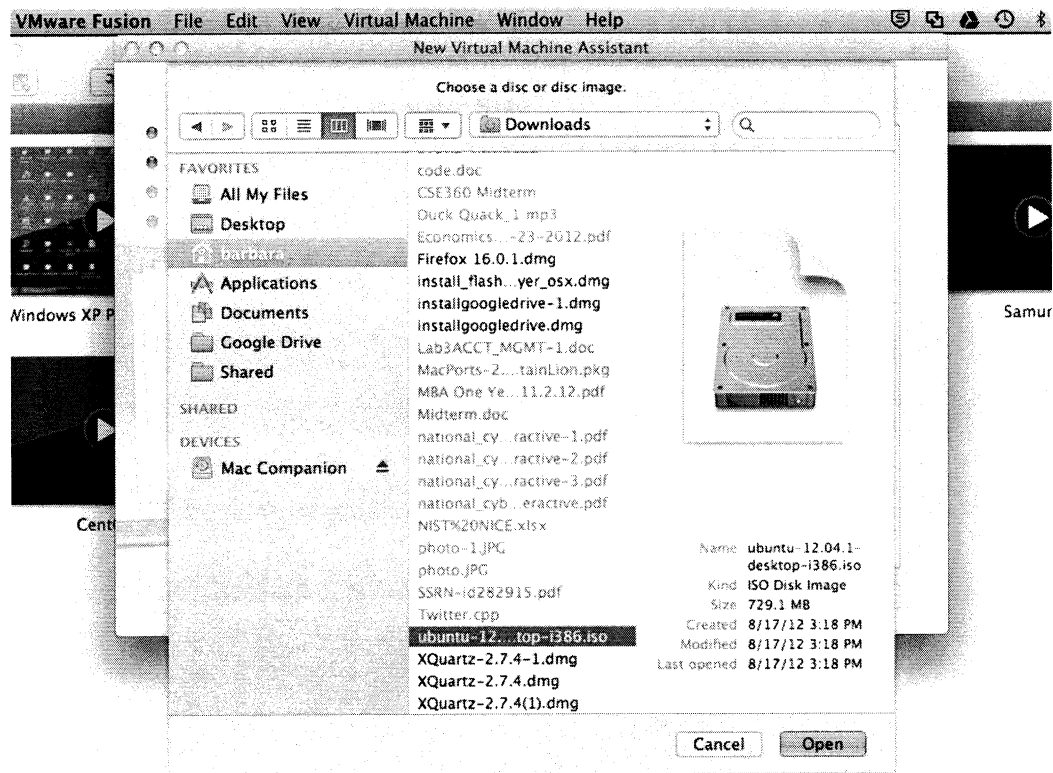 VMware Fusion File Edit View Virtual Machine Window Help
New Virtual Machine Assistant
Choose a disc or disc image.
Downloads
FAVORITES
All My Files
Desktop
barbara
Applications
Documents
Google Drive
Shared
SHARED
DEVICES
Mac Companion
code.doc
CSE360 Midterm
Duck Quack_1 mp3
Economics...-23-2012.pdf
Firefox 16.0.1.dmg
install_flash...yer_osx.dmg
installgoogledrive-1.dmg
installgoogledrive.dmg
Lab3ACCT_MGMT-1.doc
MacPorts-2....tainLion.pkg
MBA One Ye...11.2.12.pdf
Midterm.doc
national_cy...ractive-1.pdf
national_cy...ractive-2.pdf
national_cy...ractive-3.pdf
national_cyb...eractive.pdf
NIST%20NICE.xlsx
photo-1.JPG
photo.JPG
SSRN-id282915.pdf
Twitter.cpp
ubuntu-12....top-i386.iso
XQuartz-2.7.4-1.dmg
XQuartz-2.7.4.dmg
XQuartz-2.7.4(1).dmg
Name ubuntu-12.04.1-
desktop-i386.iso
Kind ISO Disk Image
Size 729.1 MB
Created 8/17/12 3:18 PM
Modified 8/17/12 3:18 PM
Last opened 8/17/12 3:18 PM
Windows XP P
Samur
Cent
Cancel Open